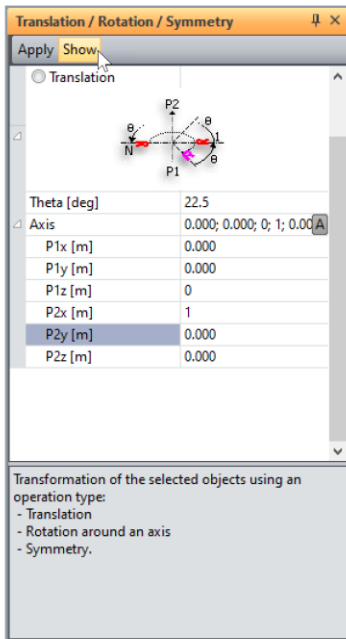 Translation / Rotation / Symmetry
Apply Show
Translation
P2
θ
θ
N
1
θ
P1
Theta [deg] 22.5
Axis 0.000; 0.000; 0; 1; 0.00 A
P1x [m] 0.000
P1y [m] 0.000
P1z [m] 0
P2x [m] 1
P2y [m] 0.000
P2z [m] 0.000
Transformation of the selected objects using an
operation type:
- Translation
- Rotation around an axis
- Symmetry.